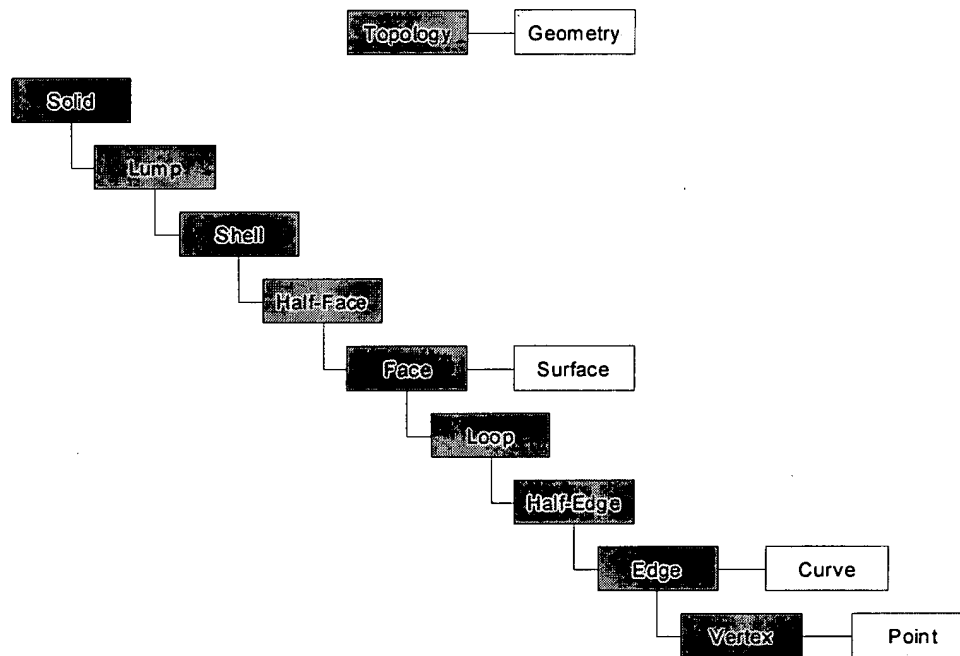 Topology Geometry
Solid
Lump
Shell
Half-Face
Face Surface
Loop
Half-Edge
Edge Curve
Vertex Point